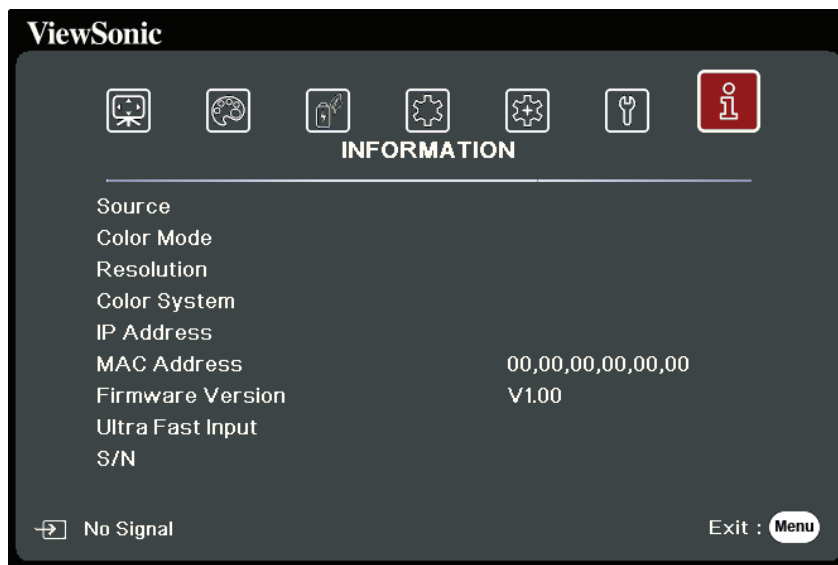 ViewSonic
INFORMATION
Source
Color Mode
Resolution
Color System
IP Address
MAC Address 00,00,00,00,00,00
Firmware Version V1.00
Ultra Fast Input
S/N
No Signal Exit : Menu